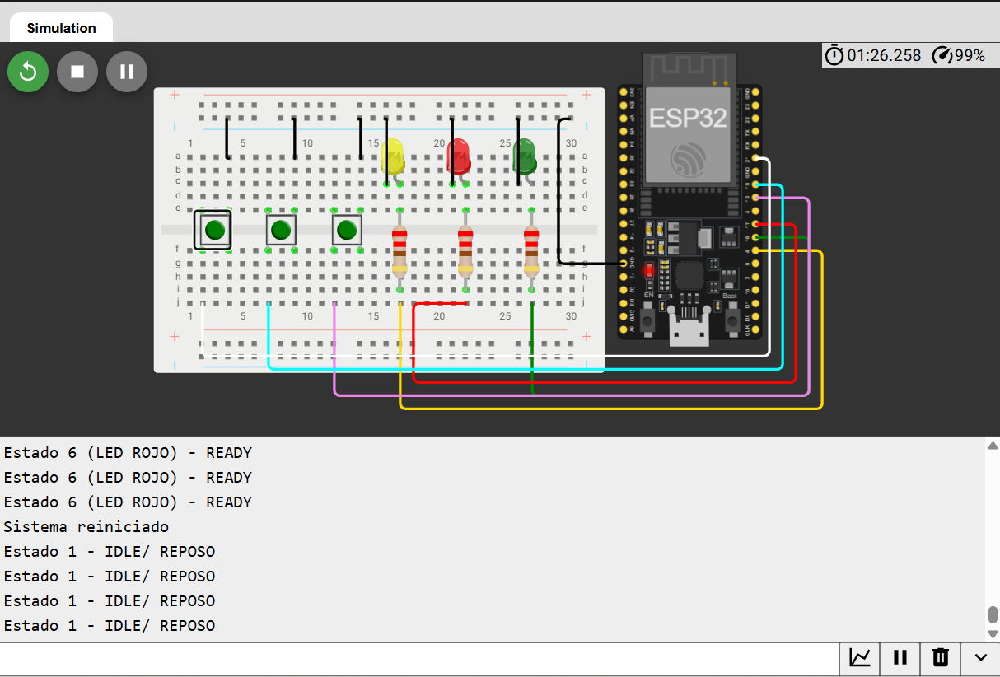 Simulation
01:26.258 99%
ESP32
1 5 10 15 20 25 30
a a
b b
c c
d d
e e
f f
g g
h h
i i
j j
1 5 10 15 20 25 30
GND
EN Boot
Estado 6 (LED ROJO) - READY
Estado 6 (LED ROJO) - READY
Estado 6 (LED ROJO) - READY
Sistema reiniciado
Estado 1 - IDLE/ REPOSO
Estado 1 - IDLE/ REPOSO
Estado 1 - IDLE/ REPOSO
Estado 1 - IDLE/ REPOSO